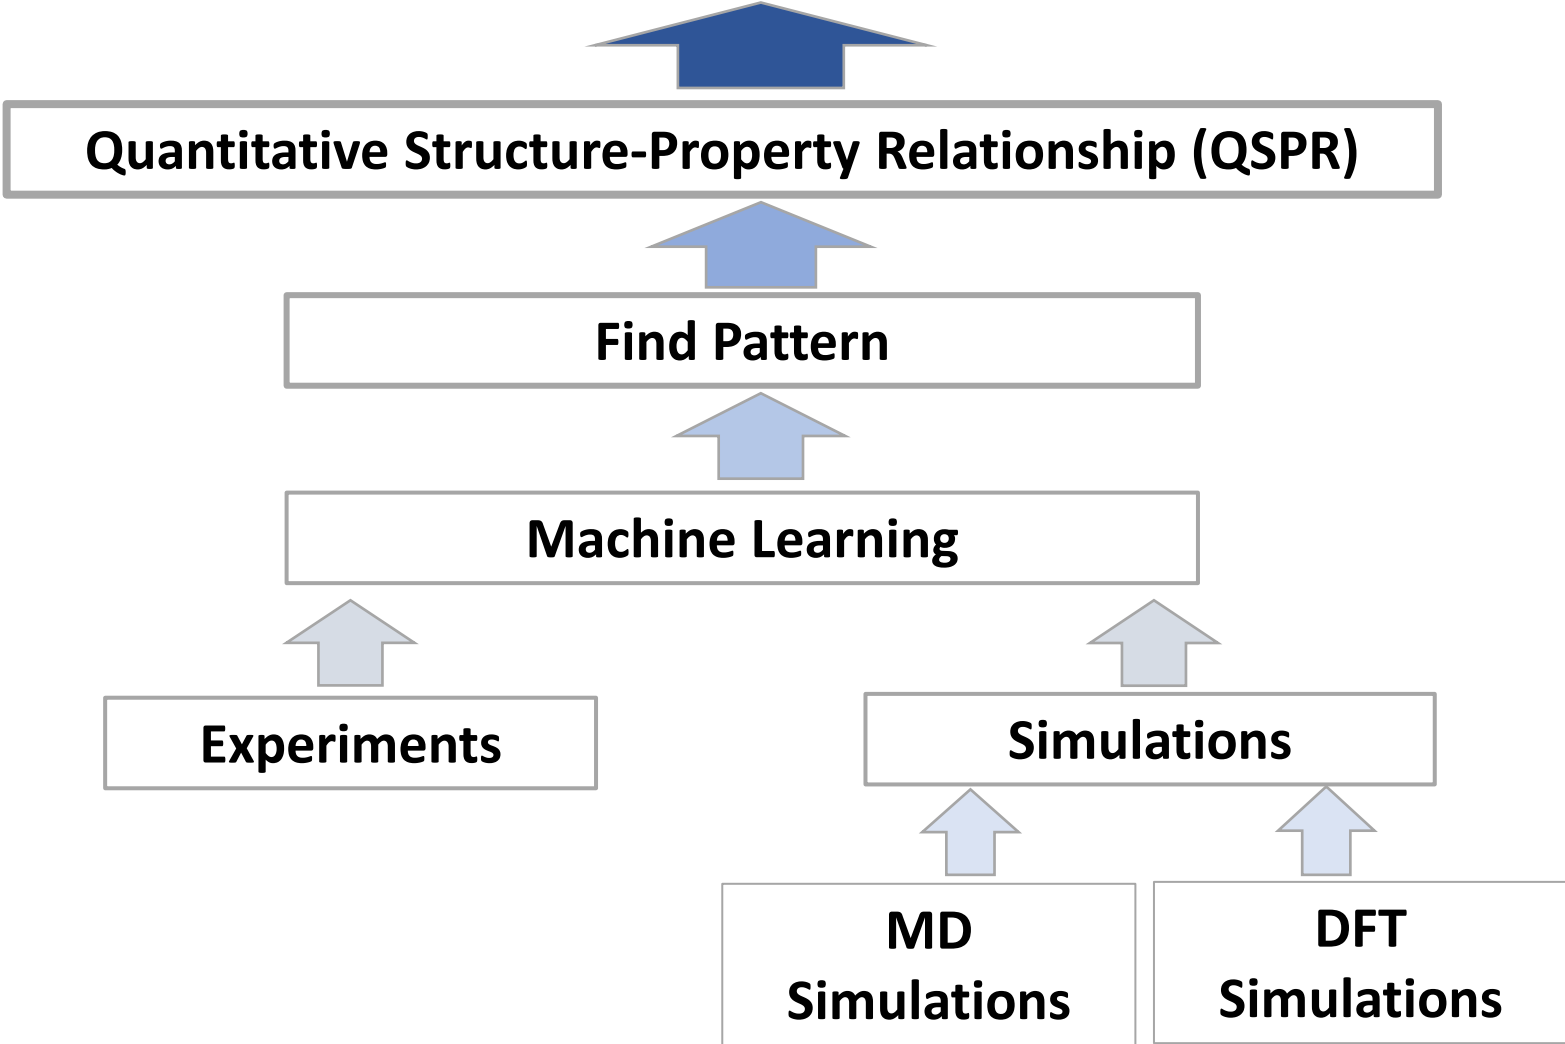 Quantitative Structure-Property Relationship (QSPR)
Find Pattern
Machine Learning
Experiments
Simulations
MD
Simulations
DFT
Simulations